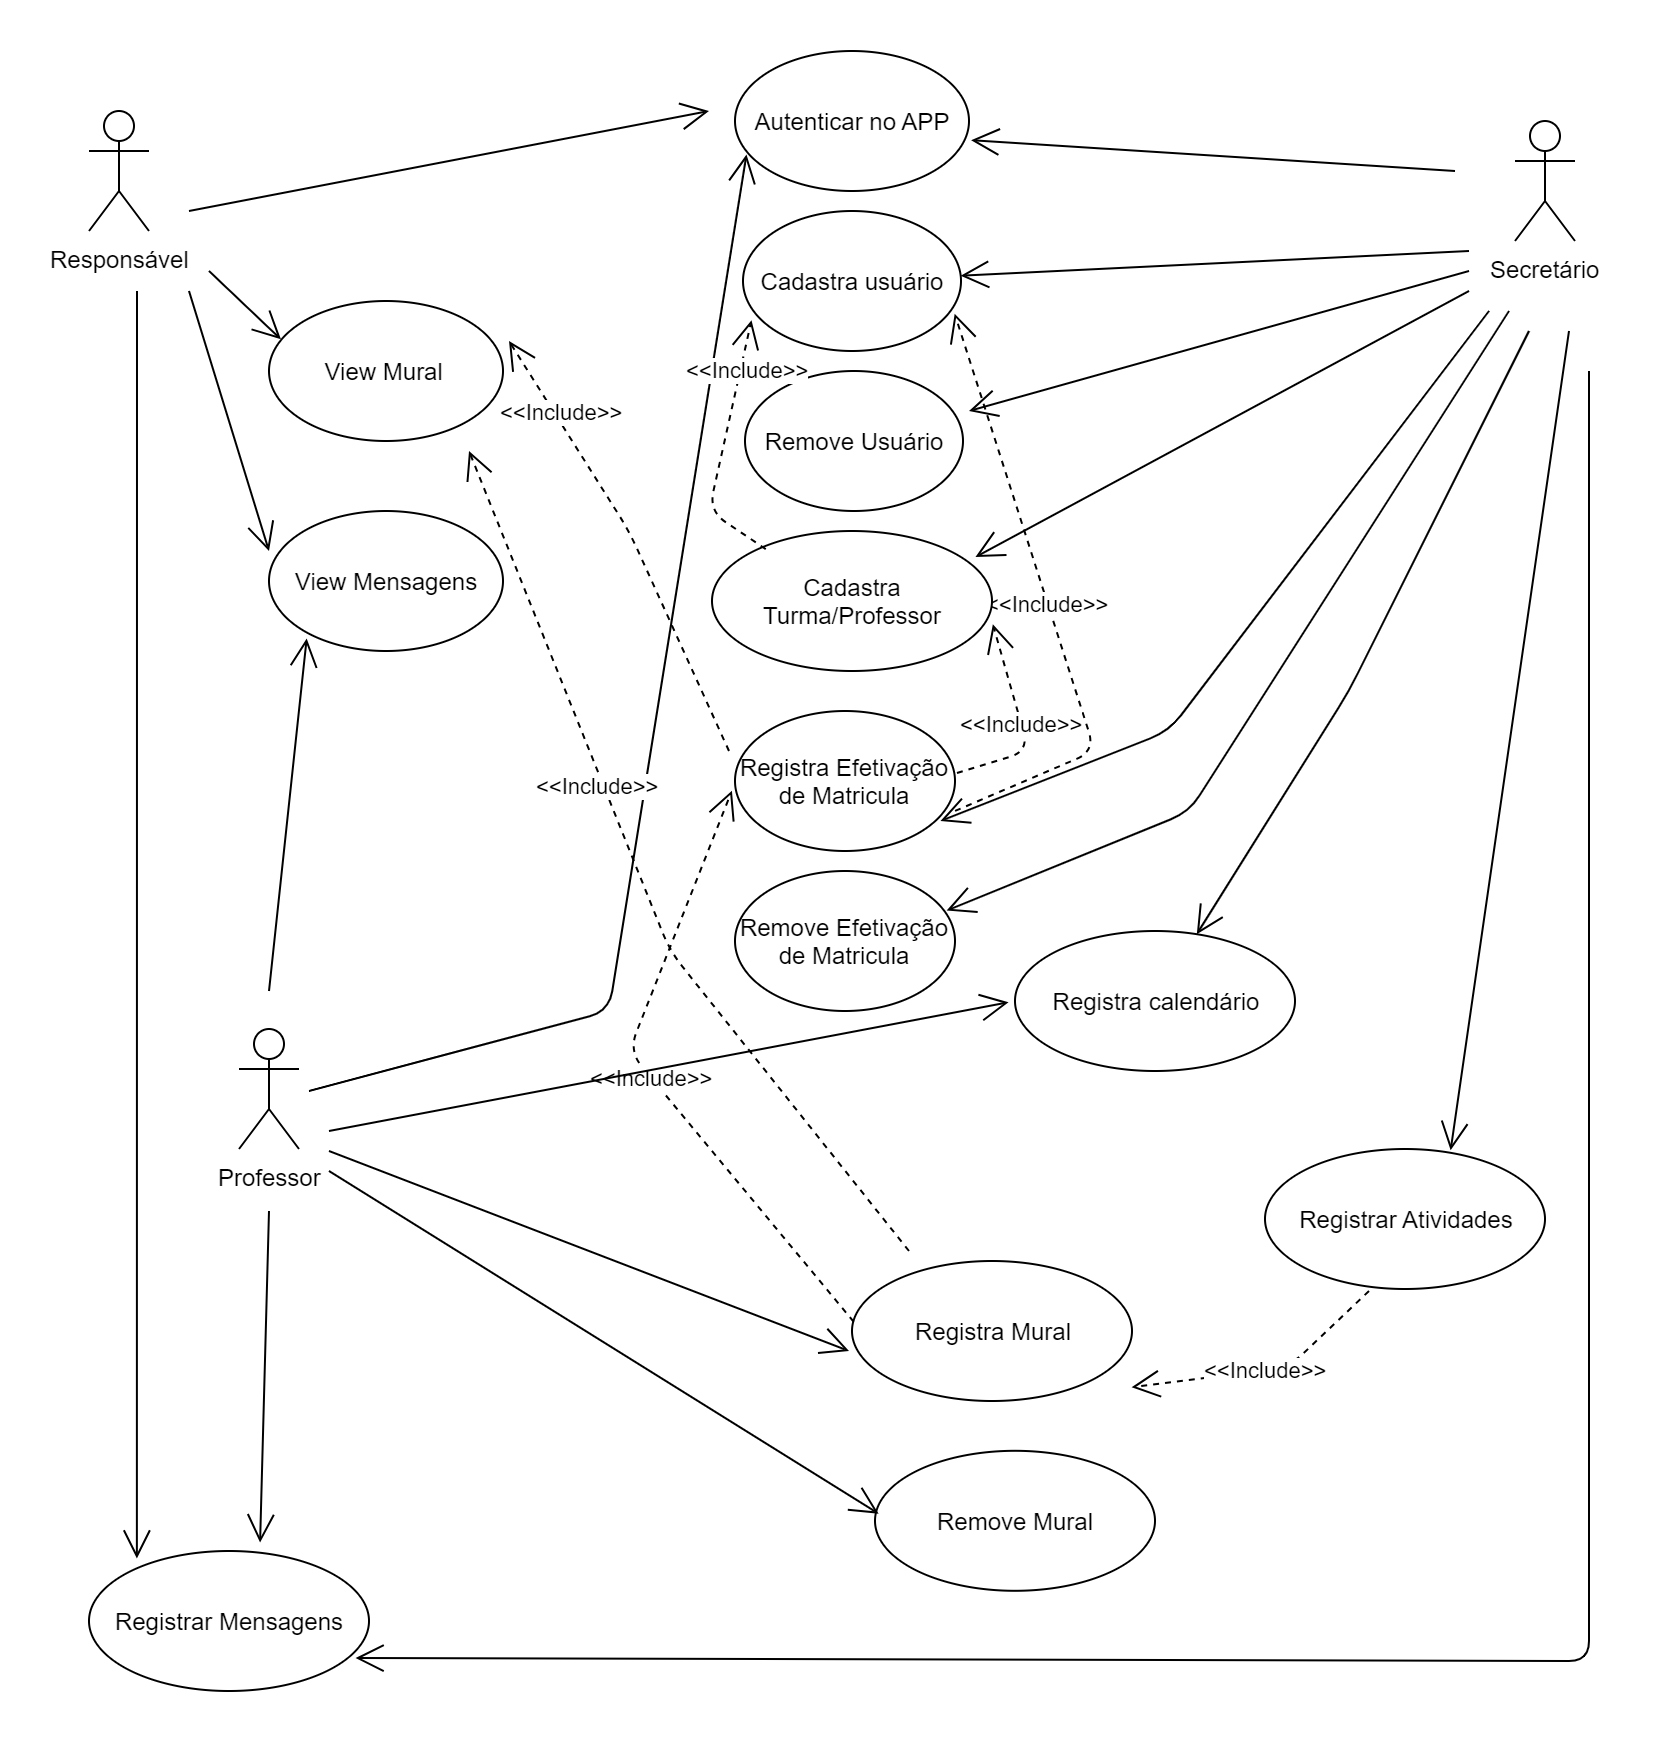 Autenticar no APP
Responsável
Secretário
Cadastra usuário
View Mural
<<Include>>
<<Include>>
Remove Usuário
View Mensagens
Cadastra
Turma/Professor
<<Include>>
<<Include>>
Registra Efetivação
de Matricula
<<Include>>
Remove Efetivação
de Matricula
Registra calendário
<<Include>>
Professor
Registrar Atividades
Registra Mural
<<Include>>
Remove Mural
Registrar Mensagens